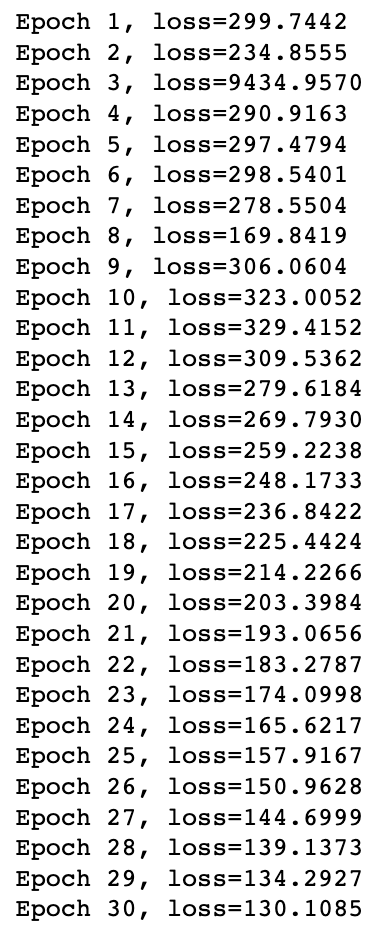 Epoch 1, loss=299.7442
Epoch 2, loss=234.8555
Epoch 3, loss=9434.9570
Epoch 4, loss=290.9163
Epoch 5, loss=297.4794
Epoch 6, loss=298.5401
Epoch 7, loss=278.5504
Epoch 8, loss=169.8419
Epoch 9, loss=306.0604
Epoch 10, loss=323.0052
Epoch 11, loss=329.4152
Epoch 12, loss=309.5362
Epoch 13, loss=279.6184
Epoch 14, loss=269.7930
Epoch 15, loss=259.2238
Epoch 16, loss=248.1733
Epoch 17, loss=236.8422
Epoch 18, loss=225.4424
Epoch 19, loss=214.2266
Epoch 20, loss=203.3984
Epoch 21, loss=193.0656
Epoch 22, loss=183.2787
Epoch 23, loss=174.0998
Epoch 24, loss=165.6217
Epoch 25, loss=157.9167
Epoch 26, loss=150.9628
Epoch 27, loss=144.6999
Epoch 28, loss=139.1373
Epoch 29, loss=134.2927
Epoch 30, loss=130.1085